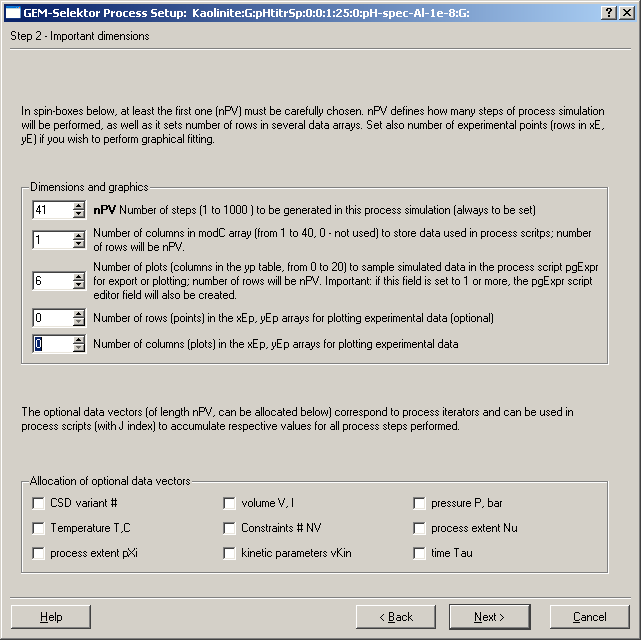 GEM-Selektor Process Setup: Kaolinite:G:pHtitrSp:0:0:1:25:0:pH-spec-Al-1e-8:G:
Step 2 - Important dimensions
In spin-boxes below, at least the first one (nPV) must be carefully chosen. nPV defines how many steps of process simulation
will be performed, as well as it sets number of rows in several data arrays. Set also number of experimental points (rows in xE,
yE) if you wish to perform graphical fitting.
Dimensions and graphics
41 nPV Number of steps (1 to 1000 ) to be generated in this process simulation (always to be set)
1 Number of columns in modC array (from 1 to 40, 0 - not used) to store data used in process scritps; number
of rows will be nPV.
Number of plots (columns in the yp table, from 0 to 20) to sample simulated data in the process script pgExpr
6 for export or plotting; number of rows will be nPV. Important: if this field is set to 1 or more, the pgExpr script
editor field will also be created.
0 Number of rows (points) in the xEp, yEp arrays for plotting experimental data (optional)
0 Number of columns (plots) in the xEp, yEp arrays for plotting experimental data
The optional data vectors (of length nPV, can be allocated below) correspond to process iterators and can be used in
process scripts (with J index) to accumulate respective values for all process steps performed.
Allocation of optional data vectors
CSD variant # volume V, l pressure P, bar
Temperature T,C Constraints # NV process extent Nu
process extent pXi kinetic parameters vKin time Tau
Help < Back Next > Cancel